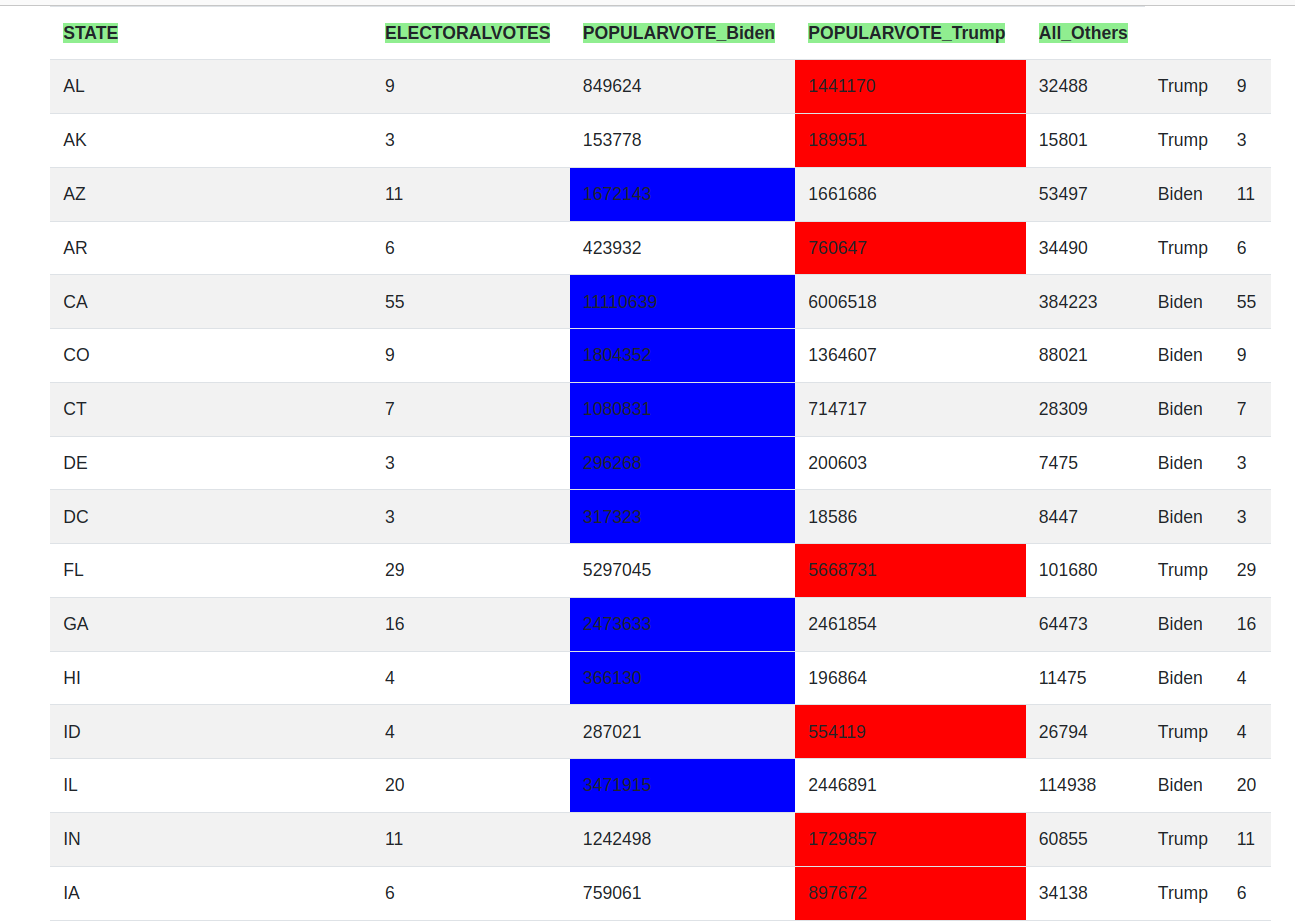 STATE ELECTORALVOTES POPULARVOTE_Biden POPULARVOTE_Trump All_Others
AL 9 849624 1441170 32488 Trump 9
AK 3 153778 189951 15801 Trump 3
AZ 11 1672143 1661686 53497 Biden 11
AR 6 423932 760647 34490 Trump 6
CA 55 11110639 6006518 384223 Biden 55
CO 9 1804352 1364607 88021 Biden 9
CT 7 1080831 714717 28309 Biden 7
DE 3 296268 200603 7475 Biden 3
DC 3 317323 18586 8447 Biden 3
FL 29 5297045 5668731 101680 Trump 29
GA 16 2473633 2461854 64473 Biden 16
HI 4 366130 196864 11475 Biden 4
ID 4 287021 554119 26794 Trump 4
IL 20 3471915 2446891 114938 Biden 20
IN 11 1242498 1729857 60855 Trump 11
IA 6 759061 897672 34138 Trump 6